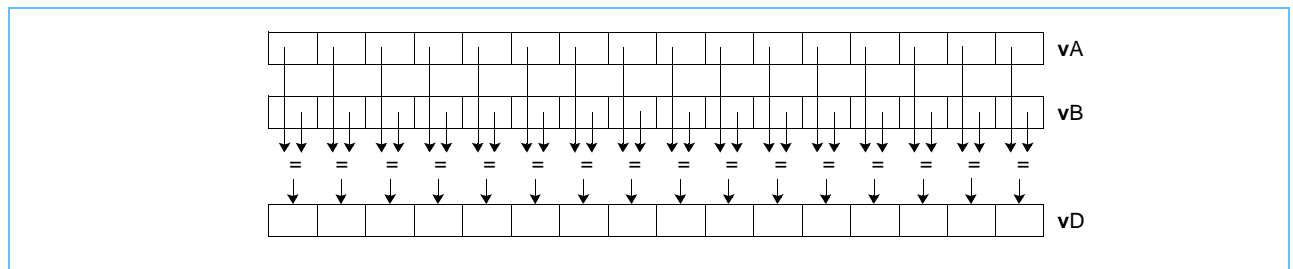 vA
vB
= = = = = = = = = = = = = = = =
vD